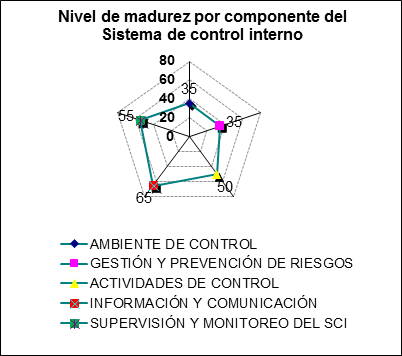 Nivel de madurez por componente del
Sistema de control interno
80
60
40
20
0
35
35
50
65
55
AMBIENTE DE CONTROL
GESTIÓN Y PREVENCIÓN DE RIESGOS
ACTIVIDADES DE CONTROL
INFORMACIÓN Y COMUNICACIÓN
SUPERVISIÓN Y MONITOREO DEL SCI